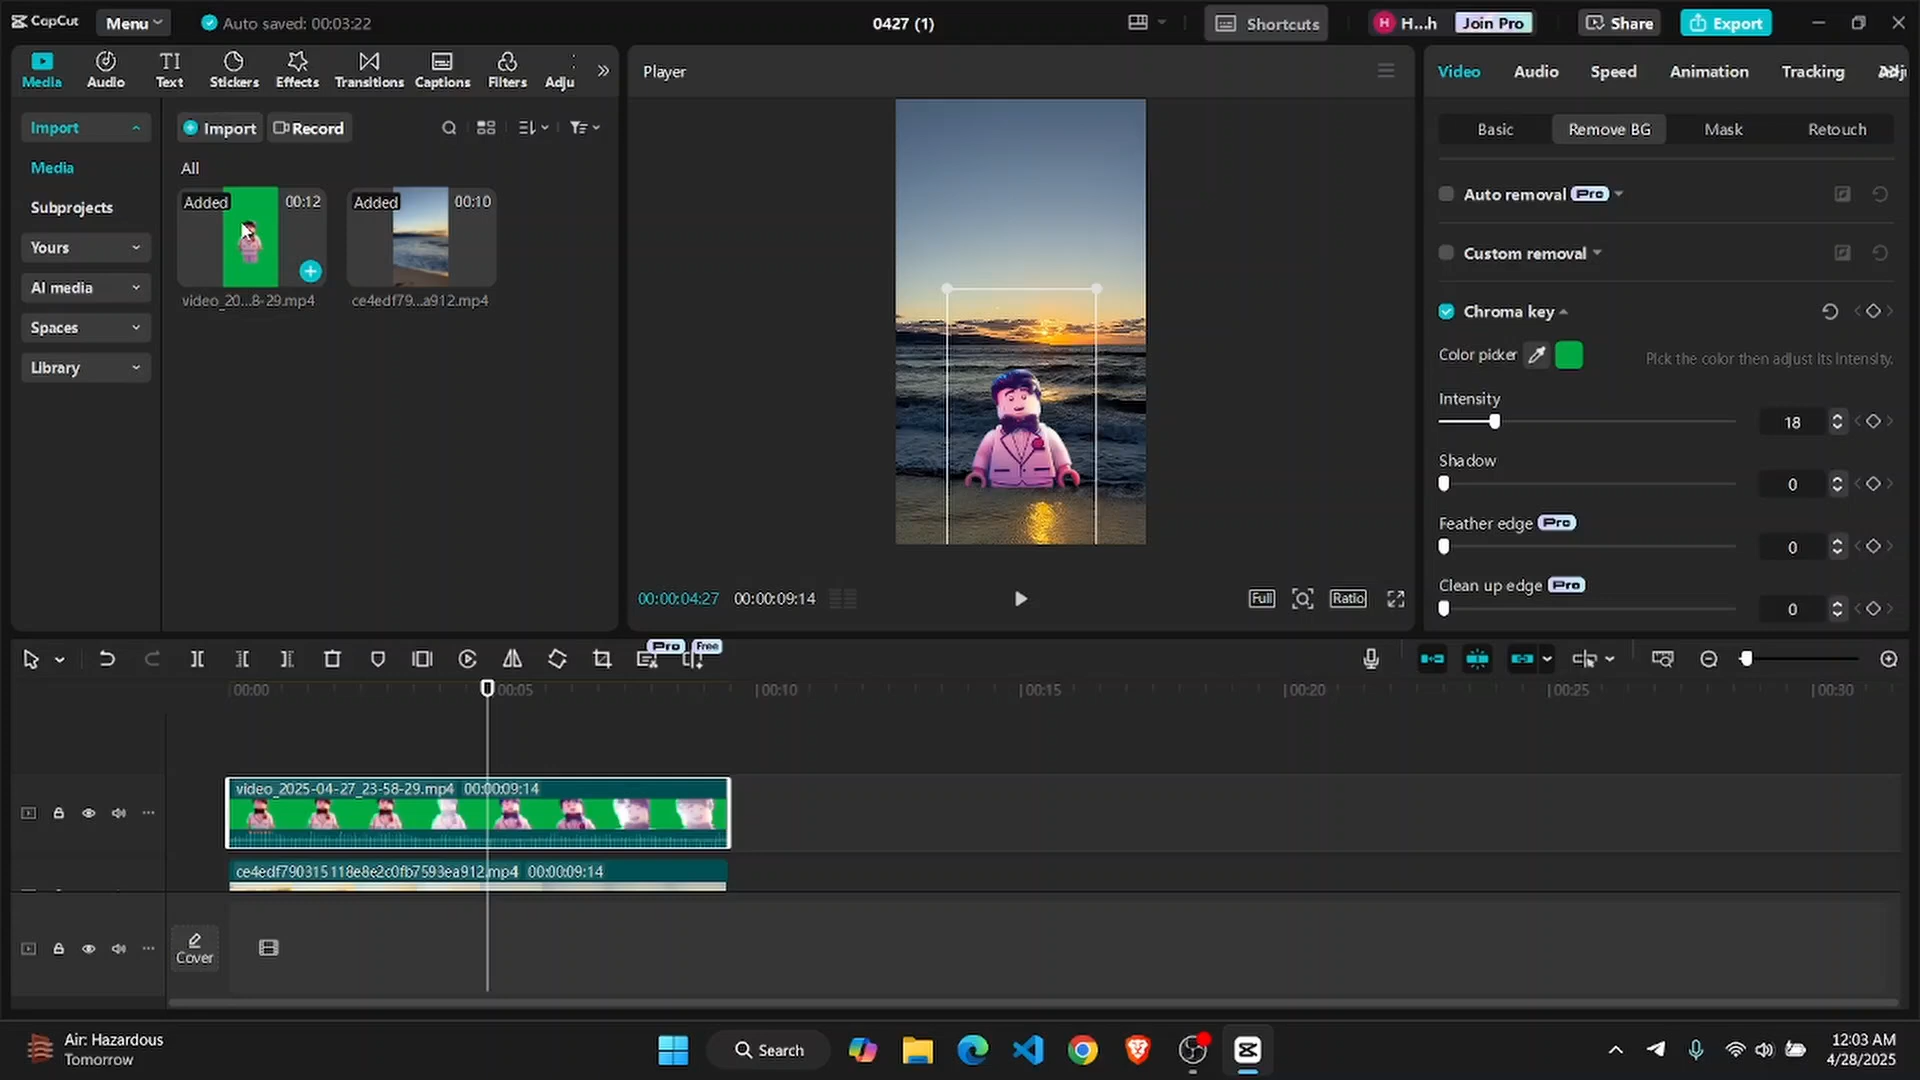 CapCut Menu Auto saved: 00:03:22 0427 (1) Shortcuts H H...h Join Pro Share Export
Media Audio Text Stickers Effects Transitions Captions Filters Adju
Player
Video Audio Speed Animation Tracking
Import
Media
Subprojects
Yours
AI media
Spaces
Library
Import Record
All
Added 00:12 Added 00:10
video_20...8-29.mp4 ce4edf79...a912.mp4
00:00:04:27 00:00:09:14 Full Ratio
Basic Remove BG Mask Retouch
Auto removal Pro
Custom removal
Chroma key
Color picker Pick the color then adjust its intensity.
Intensity
18
Shadow
0
Feather edge Pro
0
Clean up edge Pro
0
Pro Free
00:00 00:05 00:10 00:15 00:20 00:25 00:30
video_2025-04-27_23-58-29.mp4 00:00:09:14
ce4edf790315118e8e2c0fb7593ea912.mp4 00:00:09:14
Cover
Air: Hazardous
Tomorrow
Search
12:03 AM
4/28/2025